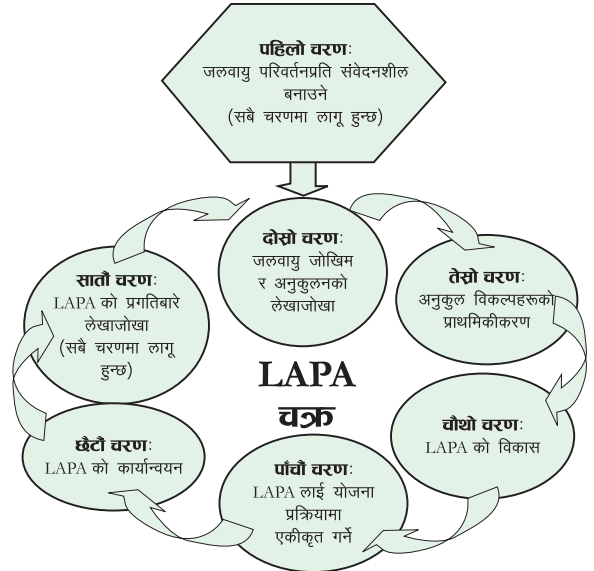 पहिलो चरण:
जलवायु परिवर्तनप्रति संवेदनशील
बनाउने
(सबै चरणमा लागू हुन्छ)
दोस्रो चरण:
जलवायु जोखिम
र अनुकुलनको
लेखाजोखा
तेस्रो चरण:
अनुकुल विकल्पहरूको
प्राथमिकीकरण
चौथो चरण:
LAPA को विकास
पाँचौं चरण:
LAPA लाई योजना
प्रक्रियामा
एकीकृत गर्ने
छैटौं चरण:
LAPA को कार्यान्वयन
सातौं चरण:
LAPA को प्रगतिबारे
लेखाजोखा
(सबै चरणमा लागू
हुन्छ)
LAPA
चक्र